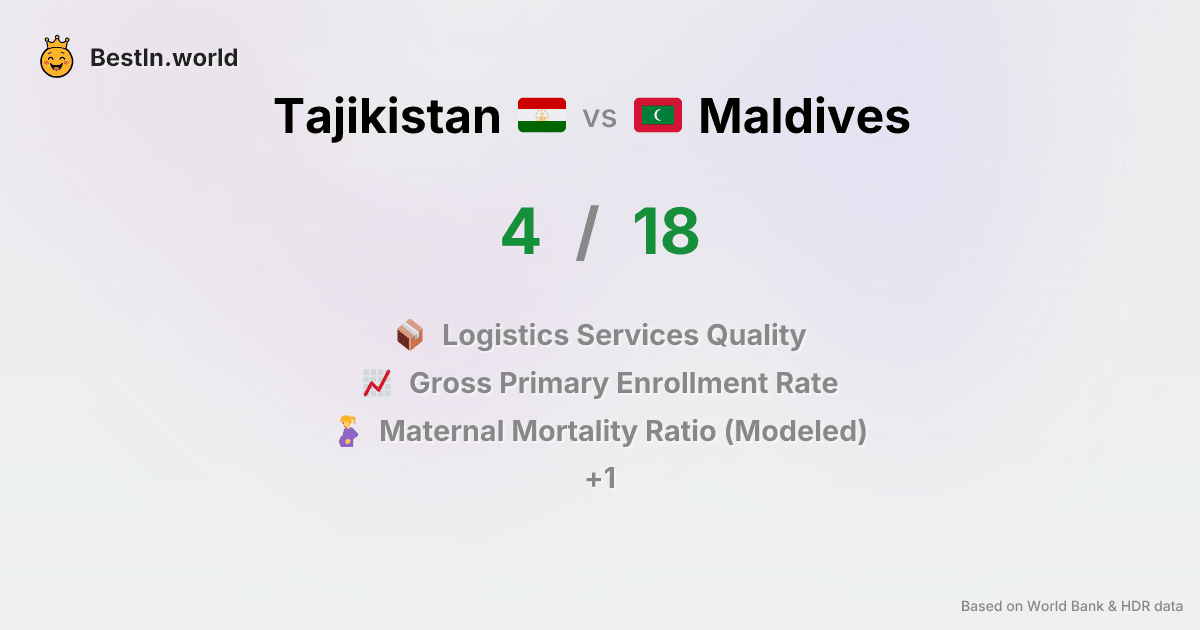 BestIn.world
Tajikistan vs Maldives
4 / 18
Logistics Services Quality
Gross Primary Enrollment Rate
Maternal Mortality Ratio (Modeled)
+1
Based on World Bank & HDR data